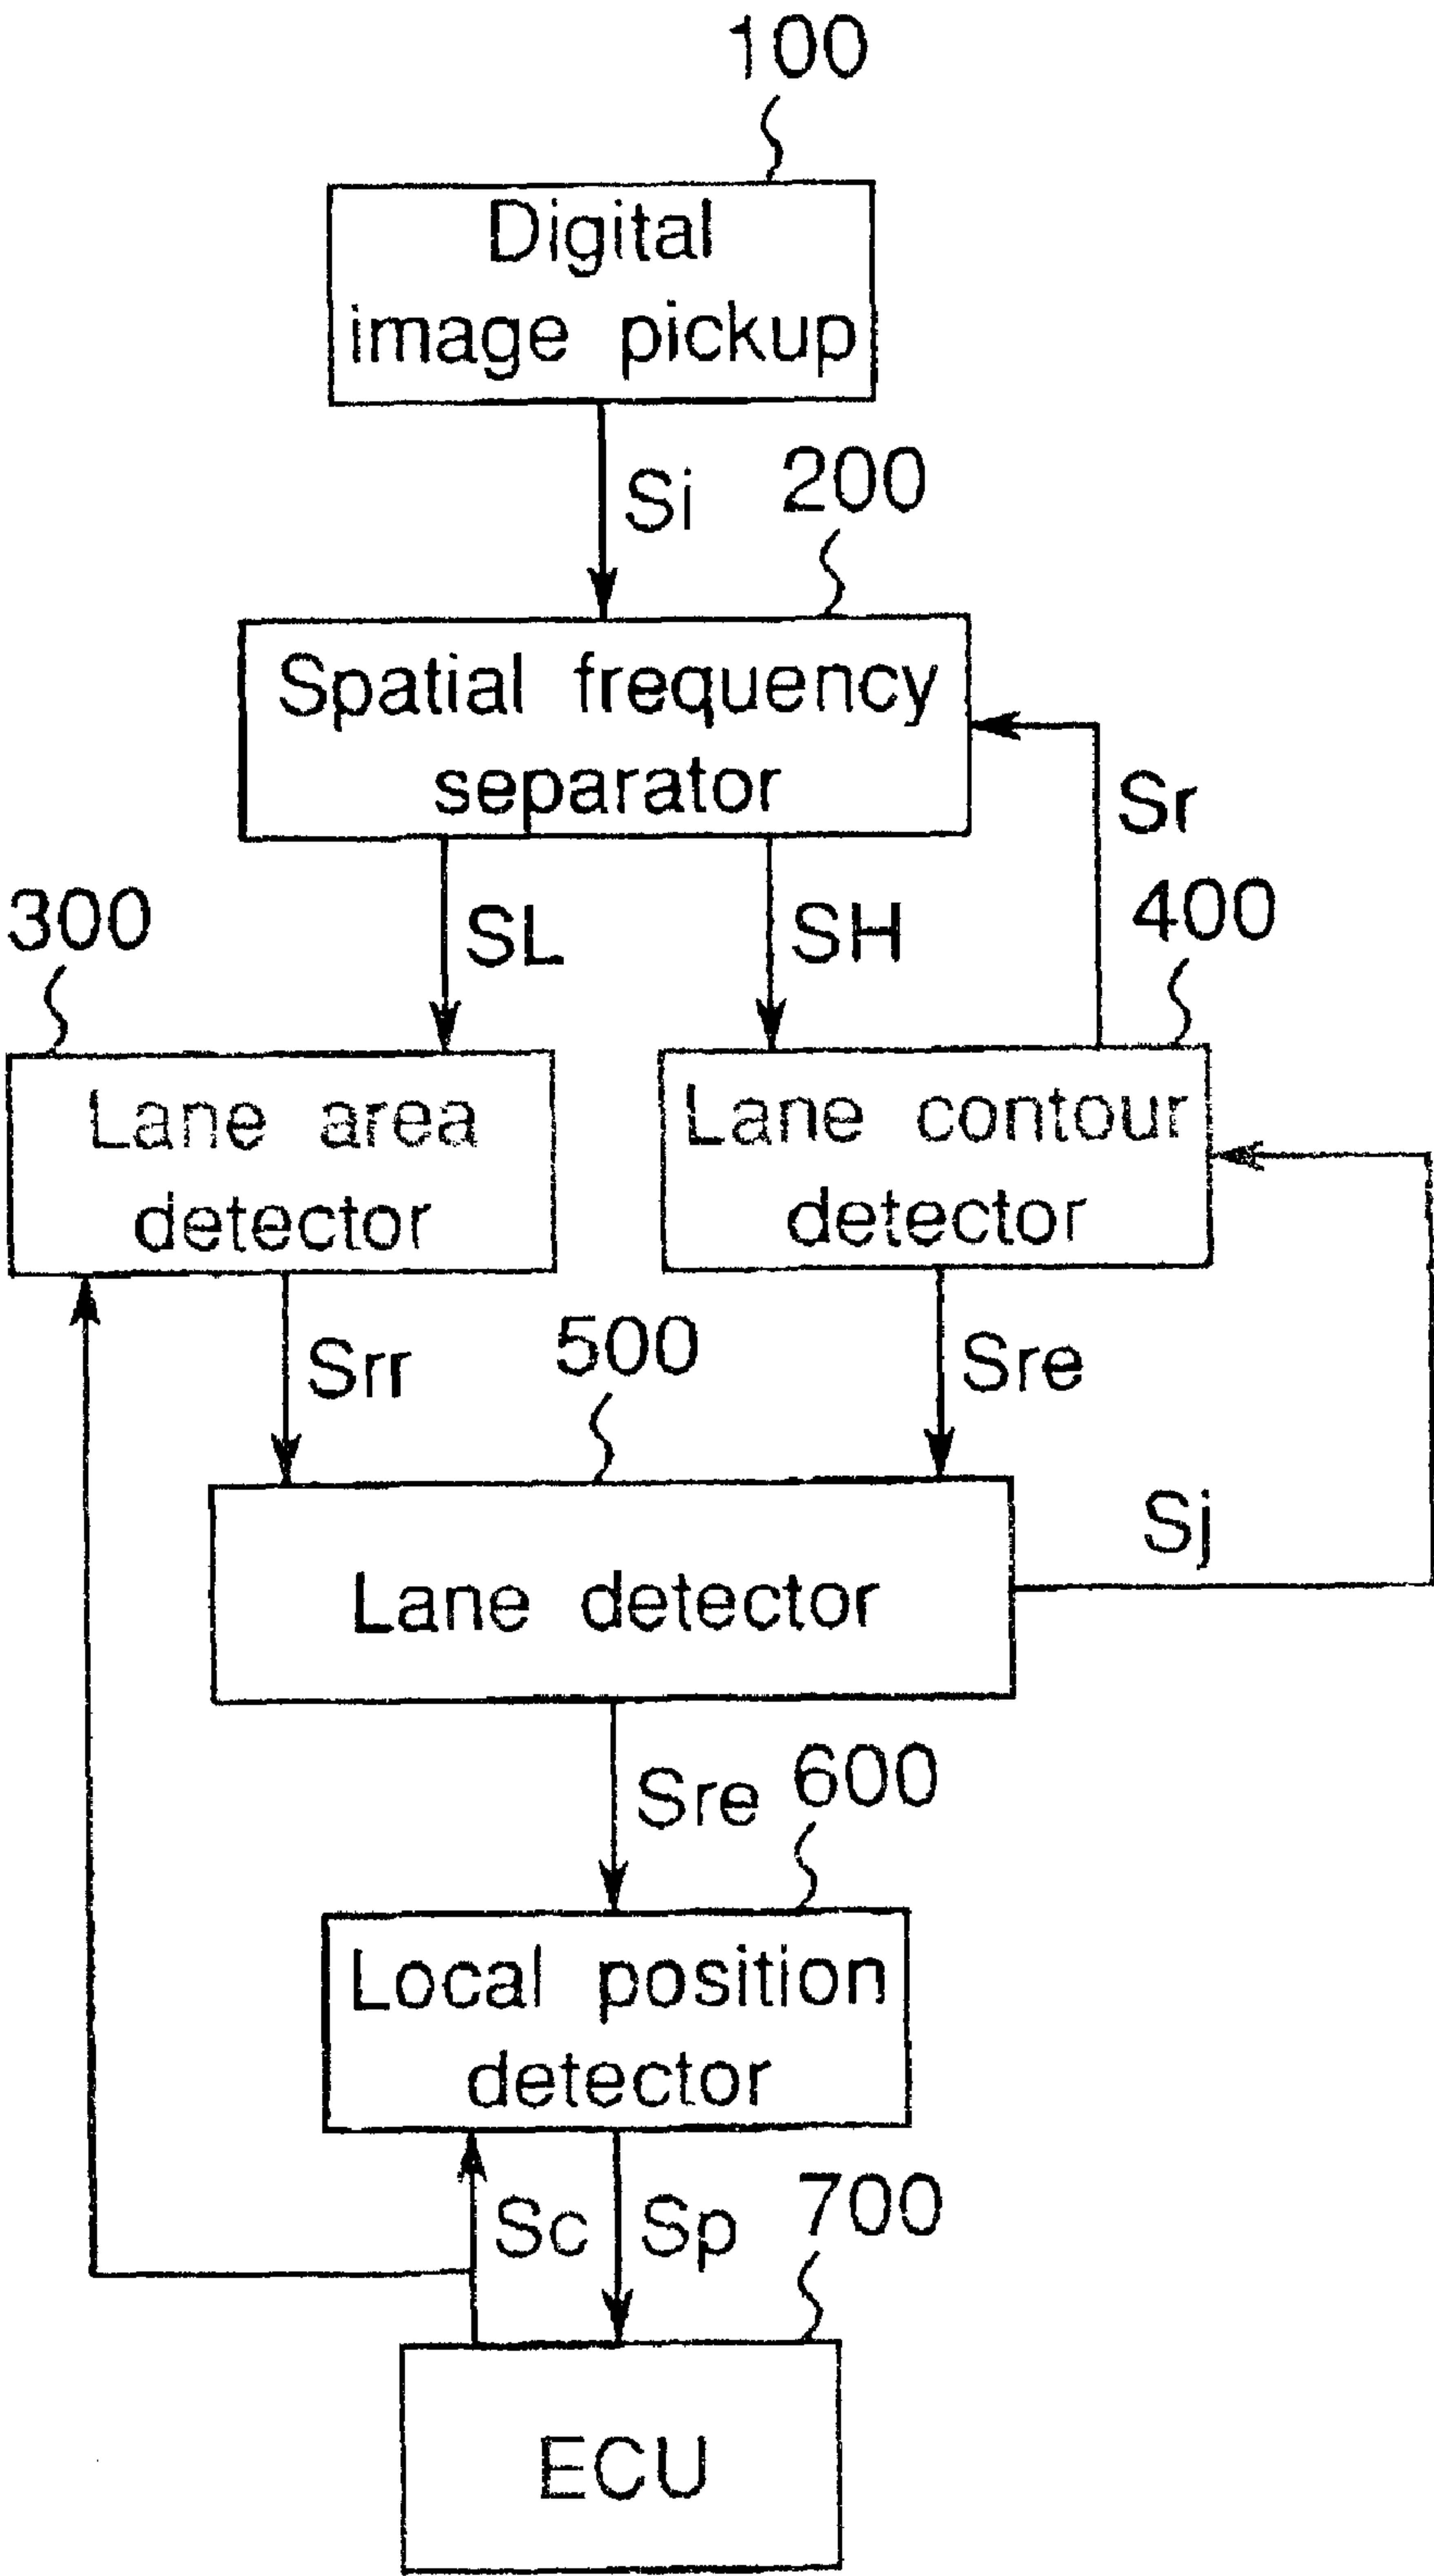 100
Digital
image pickup
Si
200
Spatial frequency
separator
Sr
300
SL
SH
400
Lane area
detector
Lane contour
detector
Srr
500
Sre
Lane detector
Sj
Sre
600
Local position
detector
Sc
Sp
700
ECU